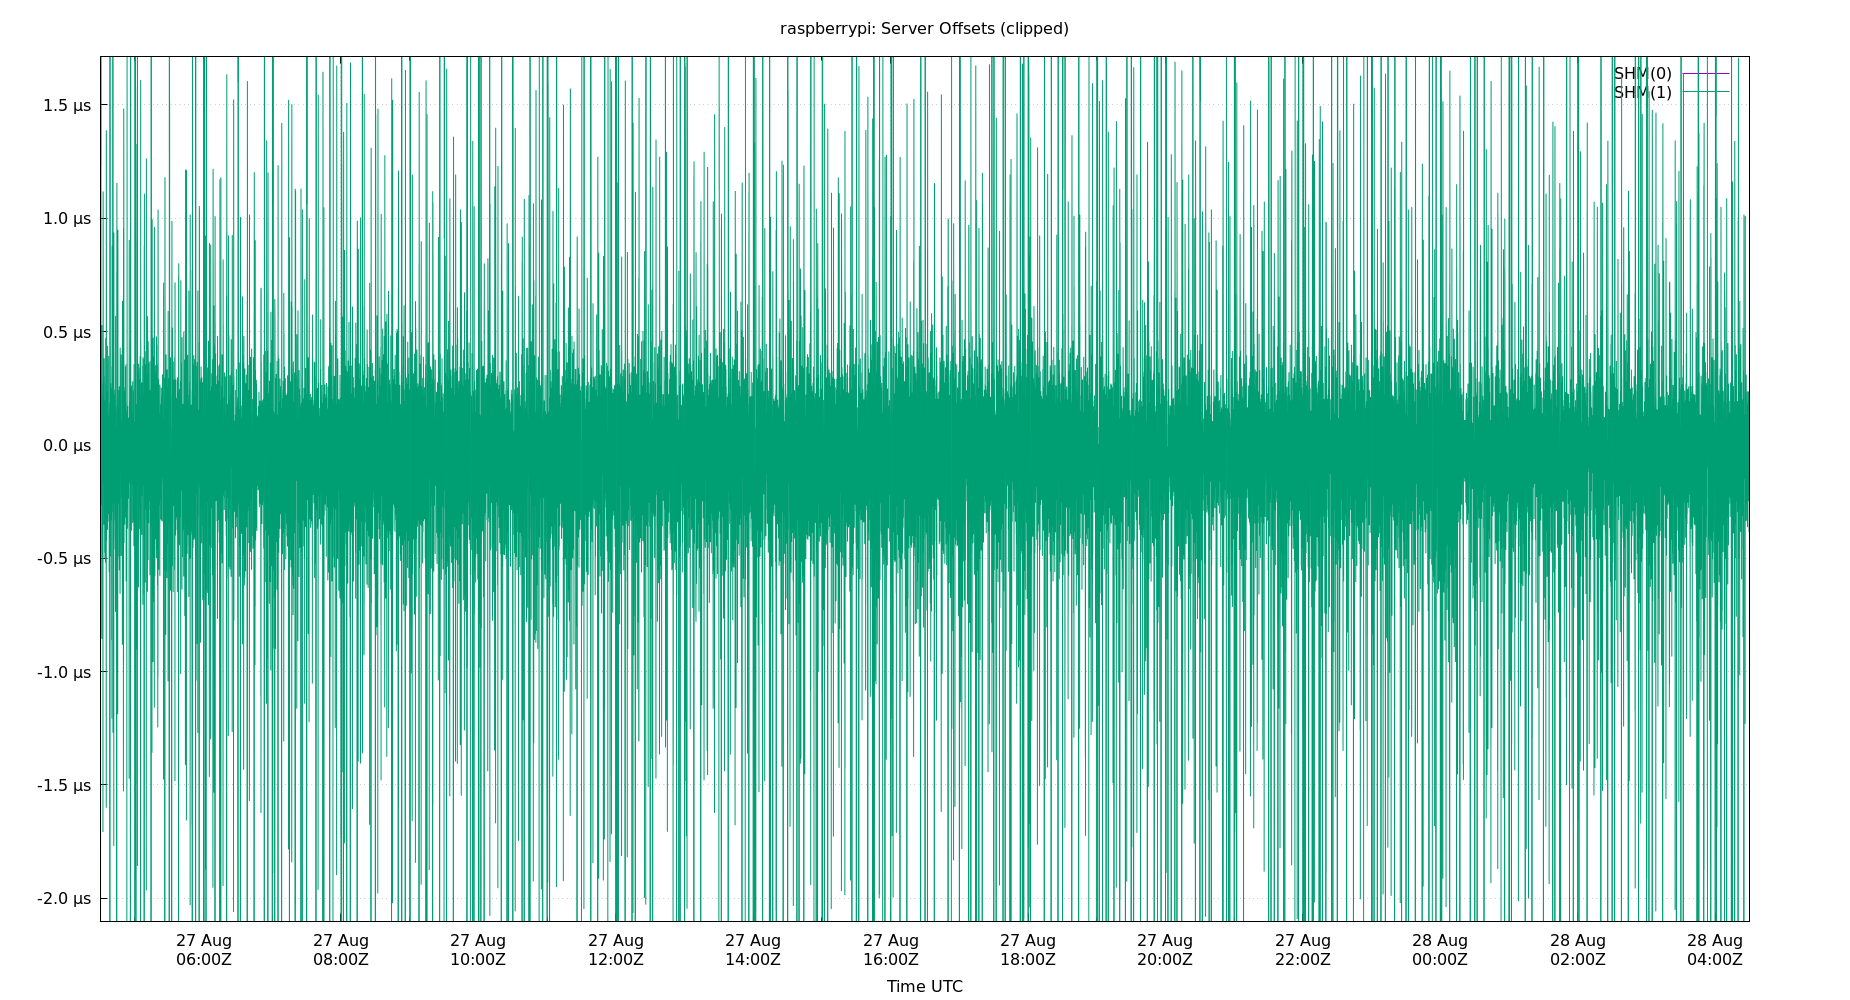 raspberrypi: Server Offsets (clipped)
SHM(0)
SHM(1)
1.5 µs
1.0 µs
0.5 µs
0.0 µs
-0.5 µs
-1.0 µs
-1.5 µs
-2.0 µs
27 Aug 27 Aug 27 Aug 27 Aug 27 Aug 27 Aug 27 Aug 27 Aug 27 Aug 28 Aug 28 Aug 28 Aug
06:00Z 08:00Z 10:00Z 12:00Z 14:00Z 16:00Z 18:00Z 20:00Z 22:00Z 00:00Z 02:00Z 04:00Z
Time UTC